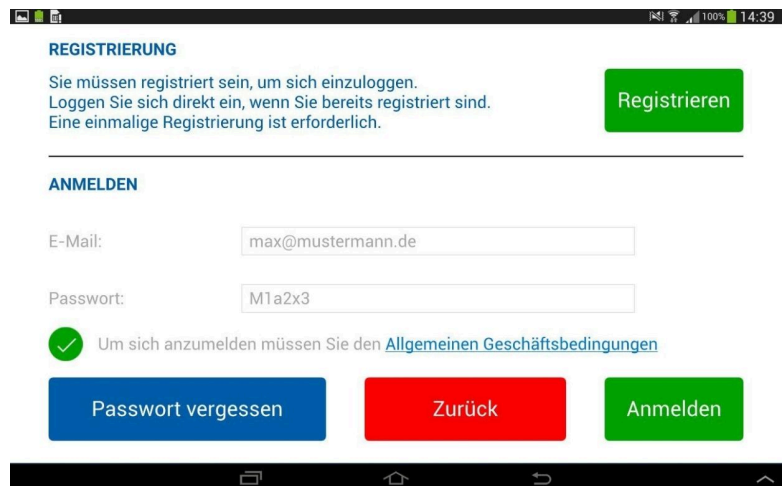 100% 14:39
REGISTRIERUNG
Sie müssen registriert sein, um sich einzuloggen.
Loggen Sie sich direkt ein, wenn Sie bereits registriert sind.
Eine einmalige Registrierung ist erforderlich.
Registrieren
ANMELDEN
E-Mail: max@mustermann.de
Passwort: M1a2x3
Um sich anzumelden müssen Sie den Allgemeinen Geschäftsbedingungen
Passwort vergessen Zurück Anmelden